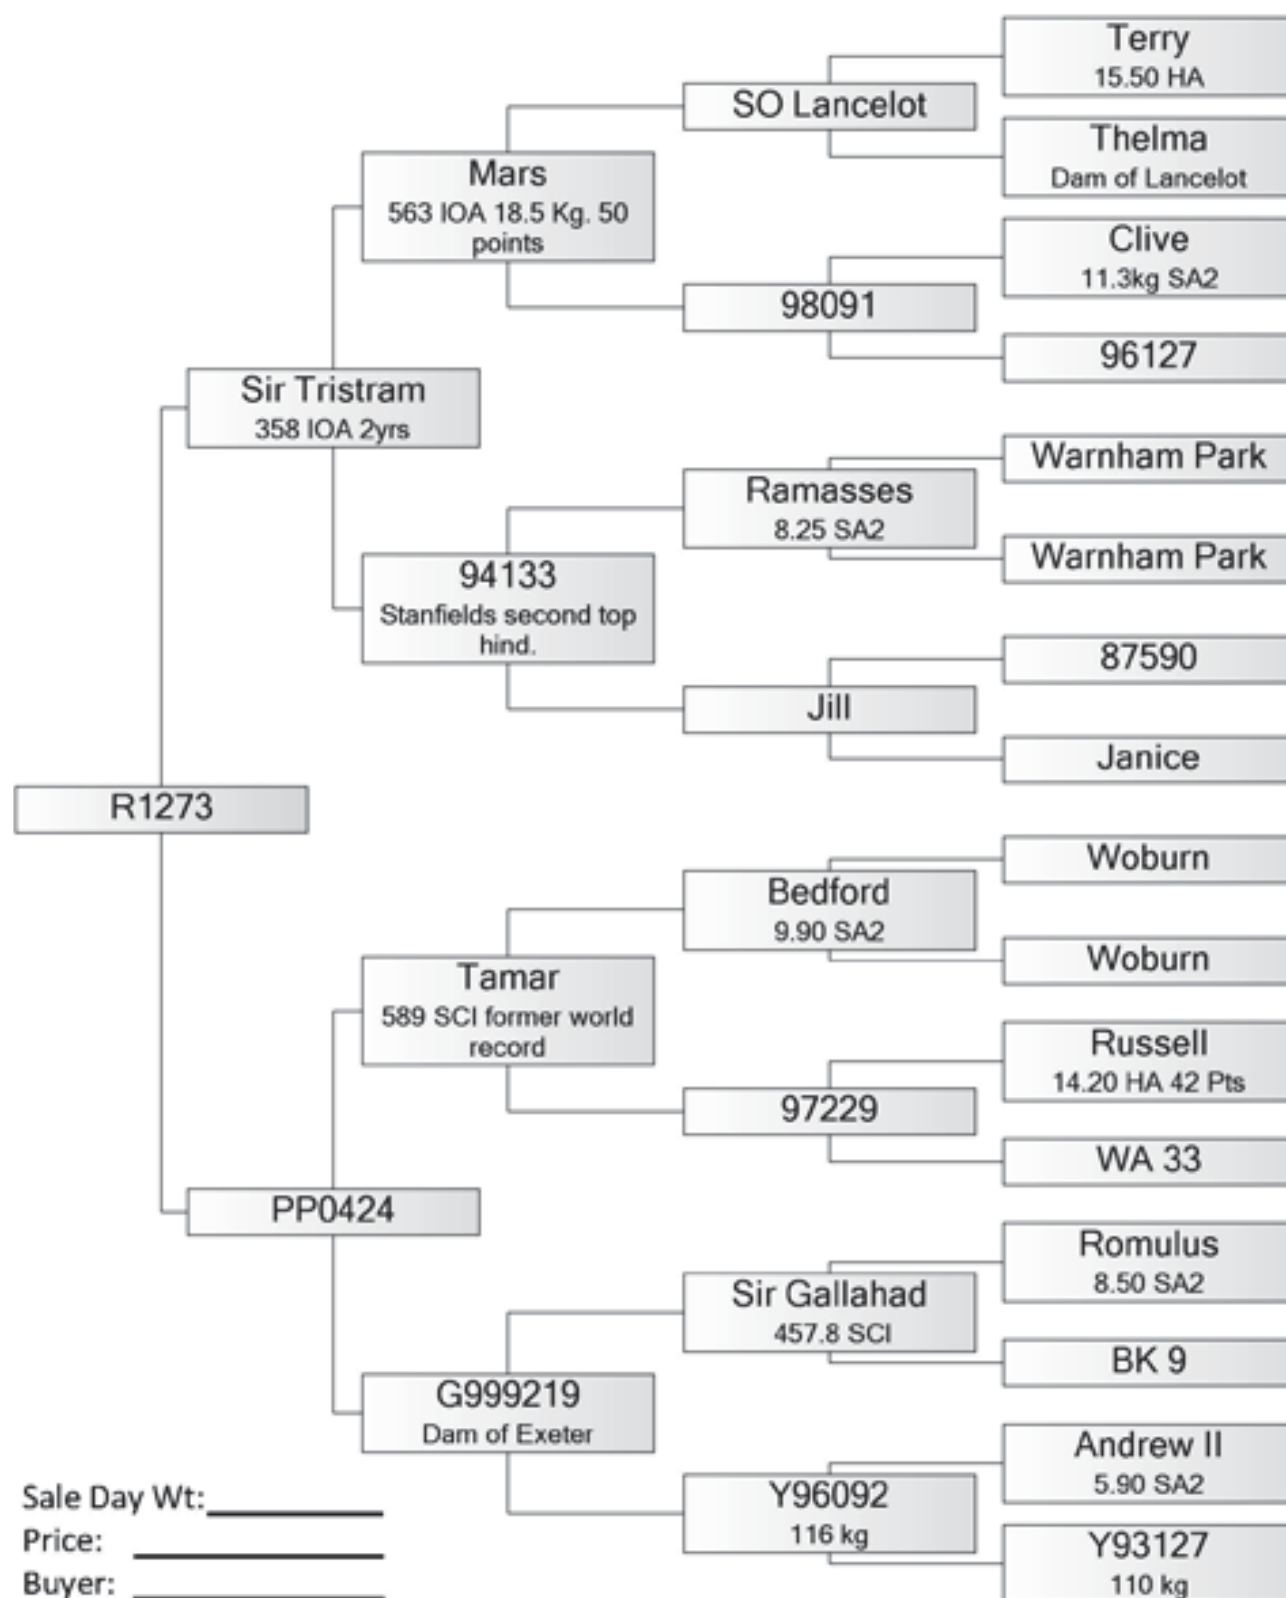 Terry
15.50 HA
SO Lancelot
Thelma
Dam of Lancelot
Mars
563 IOA 18.5 Kg. 50
points
Clive
11.3kg SA2
98091
96127
Sir Tristram
358 IOA 2yrs
Warnham Park
Ramasses
8.25 SA2
Warnham Park
94133
Stanfields second top
hind.
87590
Jill
Janice
R1273
Woburn
Bedford
9.90 SA2
Woburn
Tamar
589 SCI former world
record
Russell
14.20 HA 42 Pts
97229
WA 33
PP0424
Romulus
8.50 SA2
Sir Gallahad
457.8 SCI
BK 9
G999219
Dam of Exeter
Andrew II
5.90 SA2
Y96092
116 kg
Y93127
110 kg
Sale Day Wt:
Price:
Buyer: